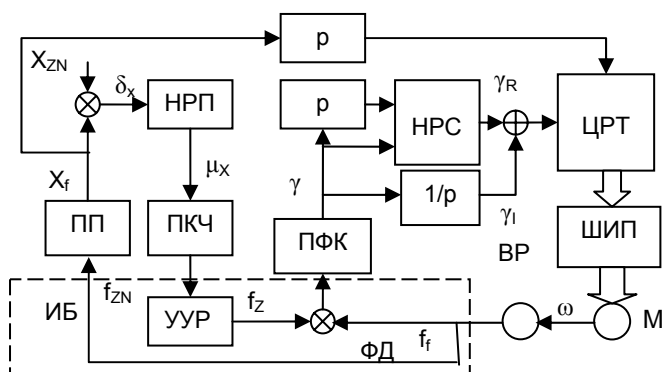 p
X_ZN
δ_x
НРП
p
НРС
γ_R
ЦРТ
X_f
μ_X
γ
1/p
γ_I
ПП
ПКЧ
ПФК
ВР
ШИП
ИБ
f_ZN
УУР
f_Z
f_f
ω
М
ФД